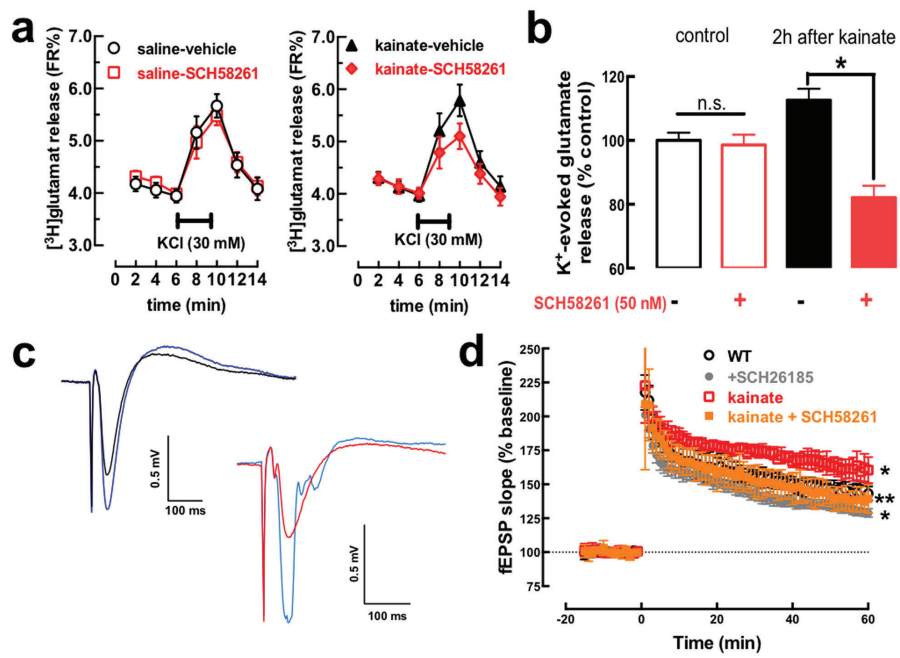 a
[³H]glutamat release (FR%)
7.0
6.0
5.0
4.0
3.0
saline-vehicle
saline-SCH58261
KCl (30 mM)
0 2 4 6 8 10 12 14
time (min)
[³H]glutamat release (FR%)
7.0
6.0
5.0
4.0
3.0
kainate-vehicle
kainate-SCH58261
KCl (30 mM)
0 2 4 6 8 10 12 14
time (min)
b
control
2h after kainate
K⁺-evoked glutamate
release (% control)
120
100
80
60
n.s.
*
SCH58261 (50 nM) - + - +
c
0.5 mV
100 ms
0.5 mV
100 ms
d
fEPSP slope (% baseline)
250
225
200
175
150
125
100
75
WT
+SCH26185
kainate
kainate + SCH58261
*
**
*
-20 0 20 40 60
Time (min)